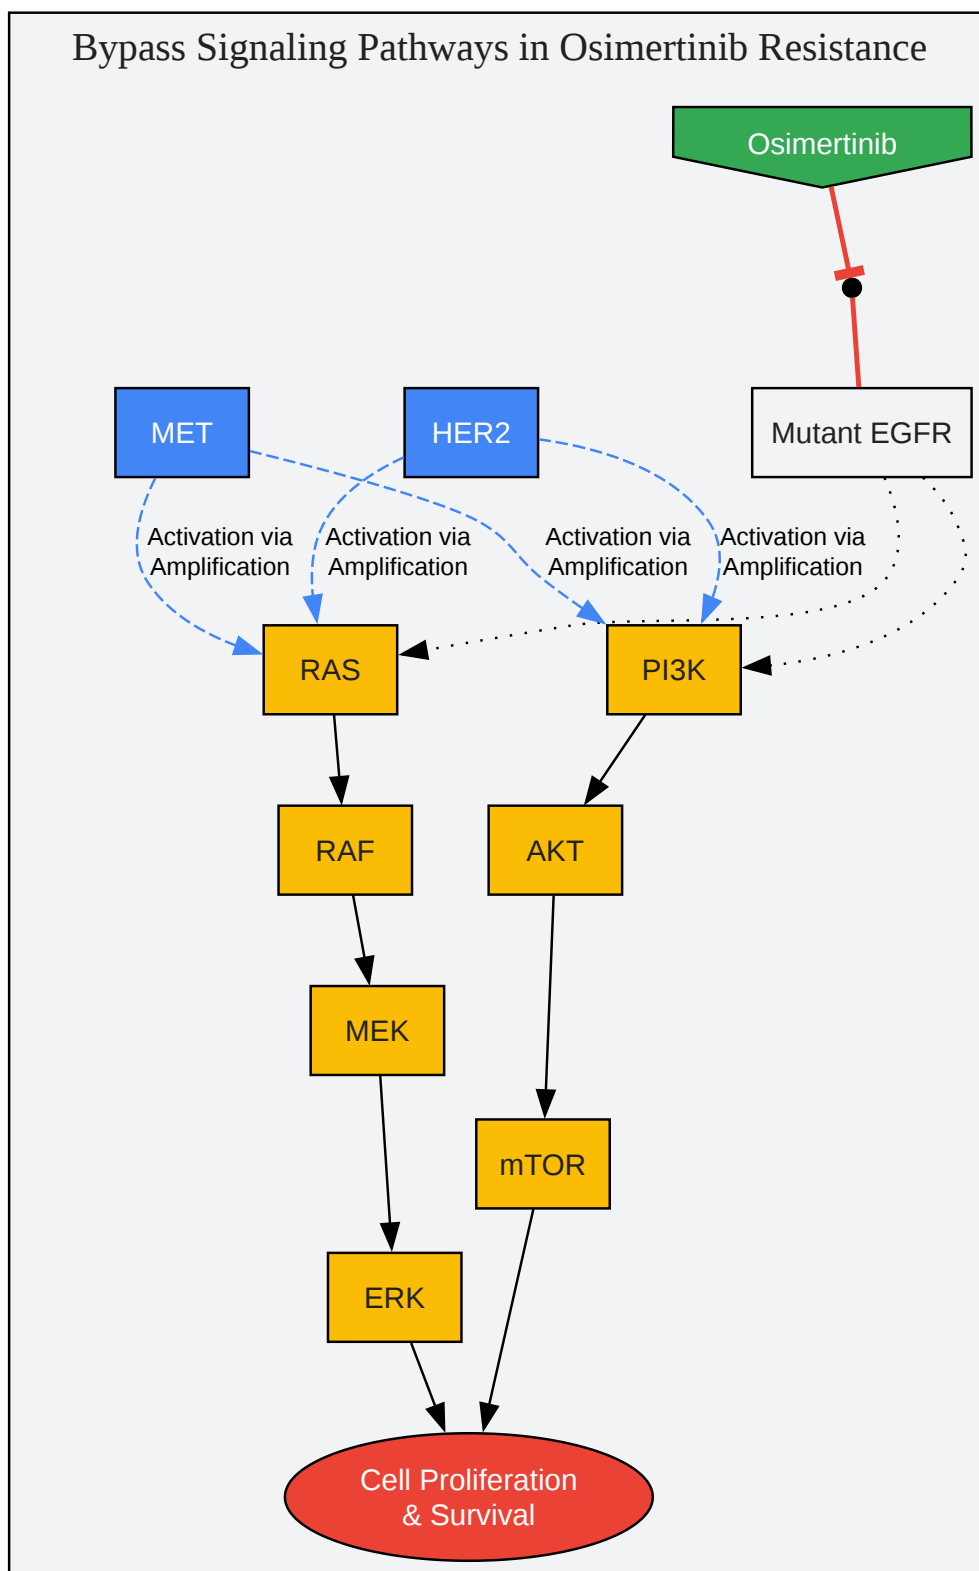 Bypass Signaling Pathways in Osimertinib Resistance
Osimertinib
MET
HER2
Mutant EGFR
Activation via
Amplification
Activation via
Amplification
Activation via
Amplification
Activation via
Amplification
RAS
PI3K
RAF
AKT
MEK
mTOR
ERK
Cell Proliferation
& Survival